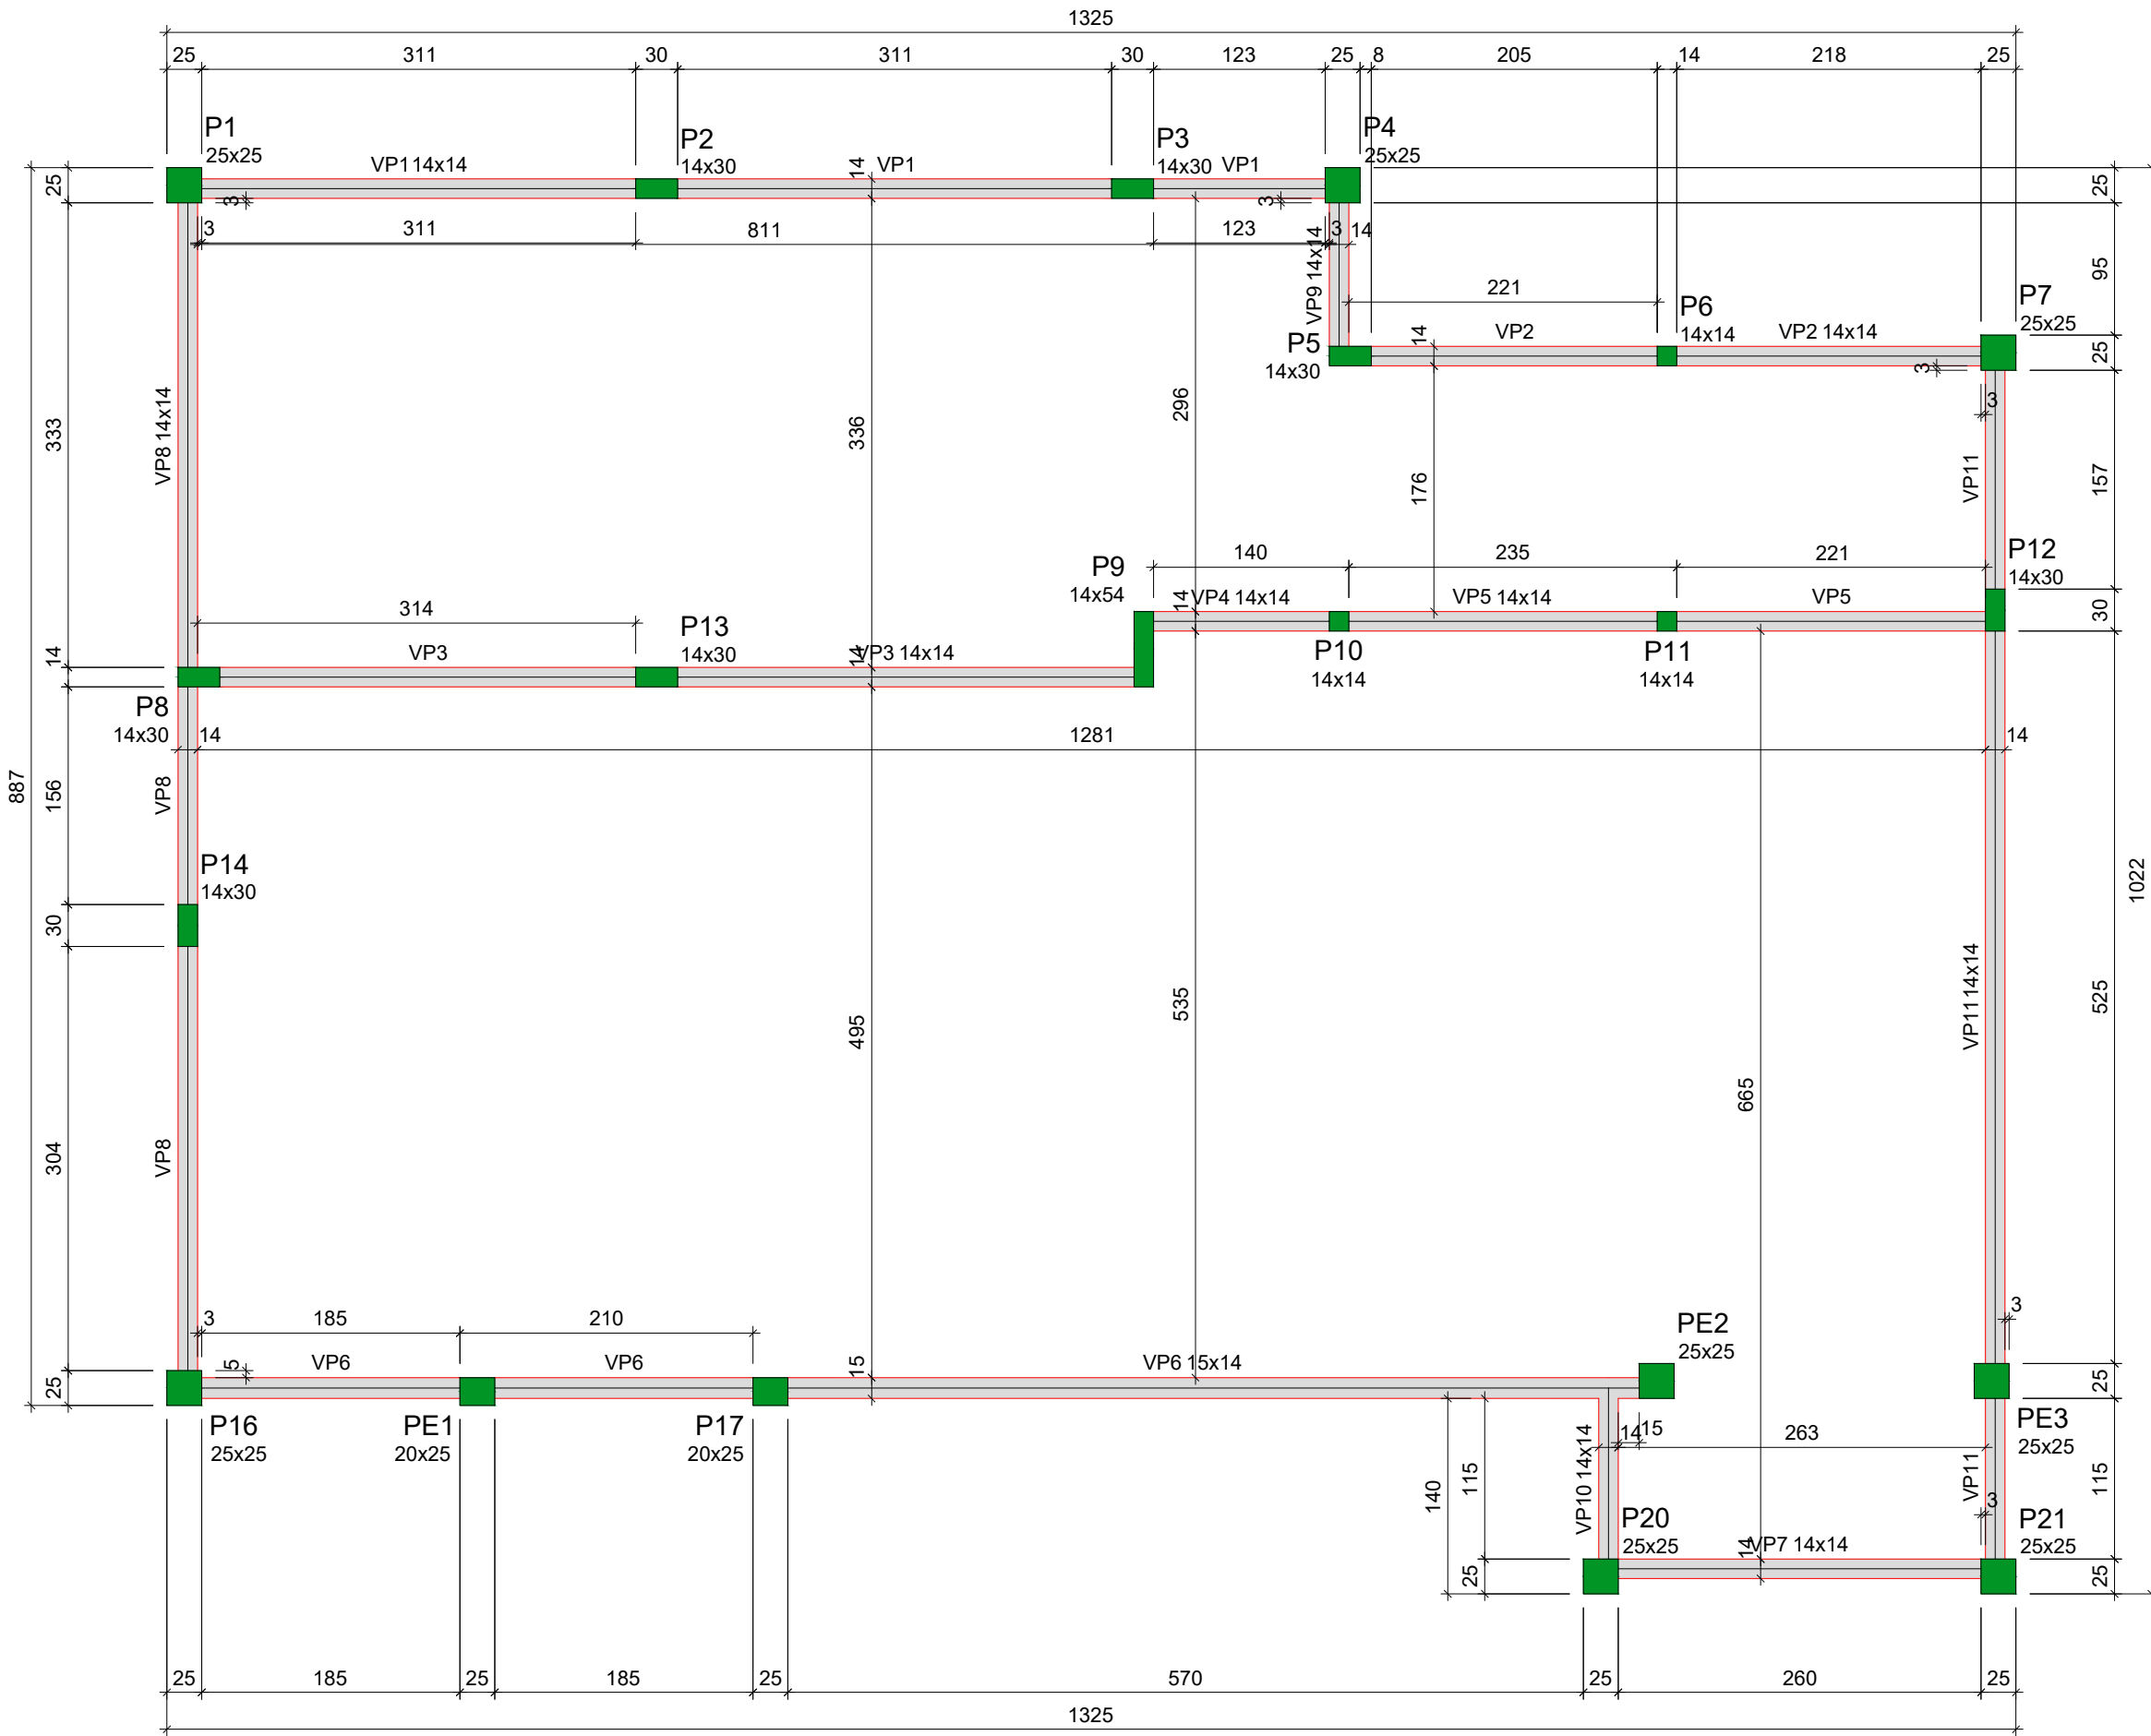 1325
25 311 30 311 30 123 25 8 205 14 218 25
P1
25x25
P2
14x30
P3
14x30
P4
25x25
VP1 14x14
VP1
VP1
14
25
3
3
25
3 311 811 123 3 14
VP9 14x14
95
221
P5
14x30
P6
14x14
P7
25x25
VP2
VP2 14x14
14
25
3
3
VP8 14x14
333
336
296
176
VP11
157
P9
14x54
140 235 221
P12
14x30
VP4 14x14
VP5 14x14
VP5
14
30
314
P13
14x30
VP3
VP3 14x14
14
14
P10
14x14
P11
14x14
P8
14x30
14 1281 14
887
156
VP8
P14
14x30
30
1022
VP11 14x14
525
495
535
665
304
VP8
3 185 210
3
PE2
25x25
VP6
VP6
VP6 15x14
5
15
25
P16
25x25
PE1
20x25
P17
20x25
25
PE3
25x25
14 15
263
VP10 14x14
140
115
VP11
115
3
P20
25x25
VP7 14x14
14
P21
25x25
25
25
25 185 25 185 25 570 25 260 25
1325